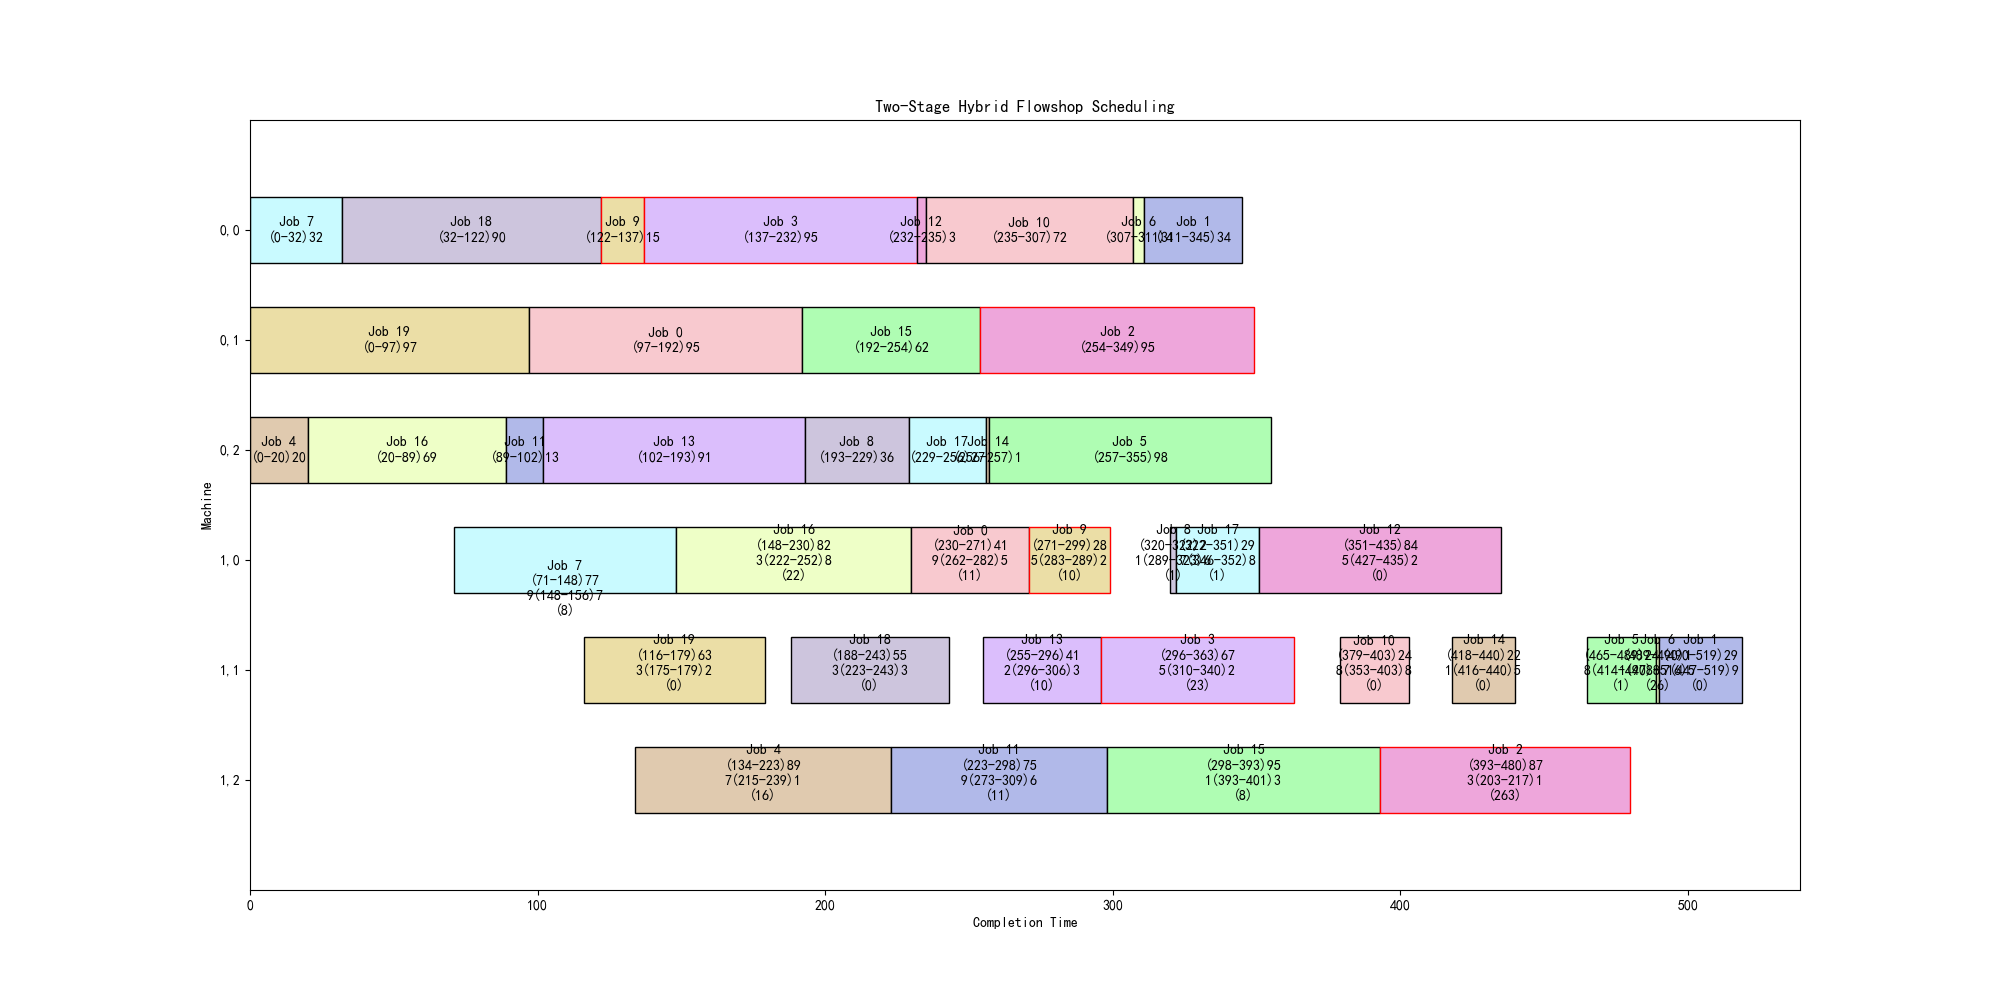 Two-Stage Hybrid Flowshop Scheduling
Machine
0,0
Job 7
(0-32)32
Job 18
(32-122)90
Job 9
(122-137)15
Job 3
(137-232)95
Job 12
(232-235)3
Job 10
(235-307)72
Job 6
(307-311)4
Job 1
(311-345)34
0,1
Job 19
(0-97)97
Job 0
(97-192)95
Job 15
(192-254)62
Job 2
(254-349)95
0,2
Job 4
(0-20)20
Job 16
(20-89)69
Job 11
(89-102)13
Job 13
(102-193)91
Job 8
(193-229)36
Job 17
(229-256)27
Job 14
(256-257)1
Job 5
(257-355)98
1,0
Job 7
(71-148)77
9(148-156)7
(8)
Job 16
(148-230)82
3(222-252)8
(22)
Job 0
(230-271)41
9(262-282)5
(11)
Job 9
(271-299)28
5(283-289)2
(10)
Job 8
(320-322)2
(1)
Job 17
(322-351)29
7(346-352)8
(1)
Job 12
(351-435)84
5(427-435)2
(0)
1,1
Job 19
(116-179)63
3(175-179)2
(0)
Job 18
(188-243)55
3(223-243)3
(0)
Job 13
(255-296)41
2(296-306)3
(10)
Job 3
(296-363)67
5(310-340)2
(23)
Job 10
(379-403)24
8(353-403)8
(0)
Job 14
(418-440)22
1(416-440)5
(0)
Job 5
(465-489)24
(1)
Job 6
(489-490)1
(26)
Job 1
(490-519)29
(0)
1,2
Job 4
(134-223)89
7(215-239)1
(16)
Job 11
(223-298)75
9(273-309)6
(11)
Job 15
(298-393)95
1(393-401)3
(8)
Job 2
(393-480)87
3(203-217)1
(263)
0
100
200
300
400
500
Completion Time